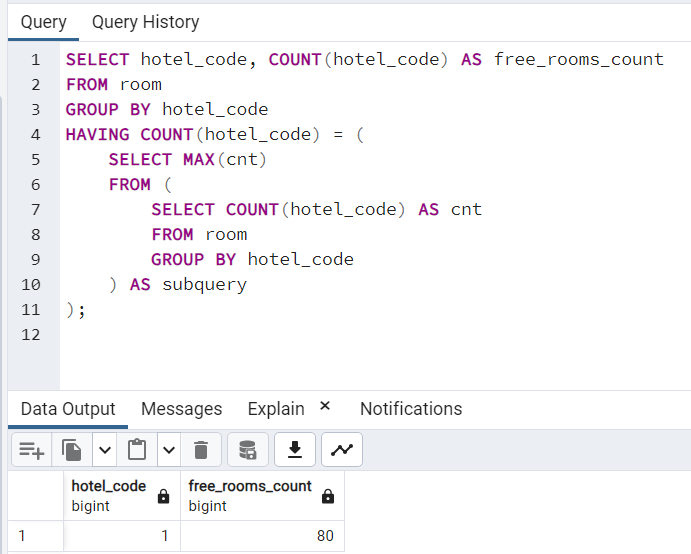 Query Query History
1 SELECT hotel_code, COUNT(hotel_code) AS free_rooms_count
2 FROM room
3 GROUP BY hotel_code
4 HAVING COUNT(hotel_code) = (
5 SELECT MAX(cnt)
6 FROM (
7 SELECT COUNT(hotel_code) AS cnt
8 FROM room
9 GROUP BY hotel_code
10 ) AS subquery
11 );
12
Data Output Messages Explain × Notifications
hotel_code free_rooms_count
bigint bigint
1 1 80